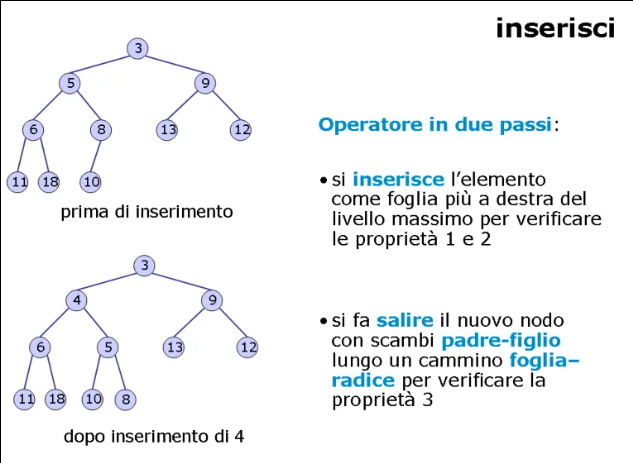 inserisci
3
5 9
6 8 13 12
11 18 10
prima di inserimento
3
4 9
6 5 13 12
11 18 10 8
dopo inserimento di 4
Operatore in due passi:
• si inserisce l'elemento
come foglia più a destra del
livello massimo per verificare
le proprietà 1 e 2
• si fa salire il nuovo nodo
con scambi padre-figlio
lungo un cammino foglia–
radice per verificare la
proprietà 3